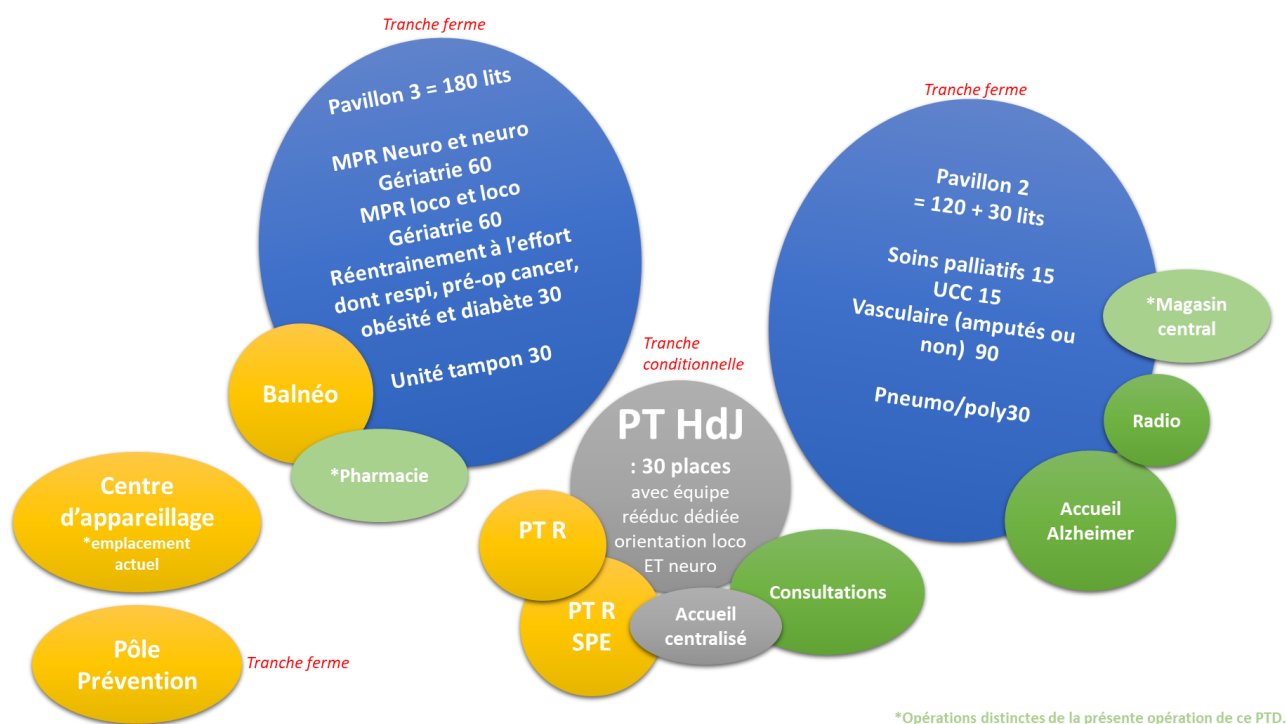 Tranche ferme
Pavillon 3 = 180 lits
MPR Neuro et neuro
Gériatrie 60
MPR loco et loco
Gériatrie 60
Réentrainement à l'effort
dont respi, pré-op cancer,
obésité et diabète 30
Unité tampon 30
Balnéo
*Pharmacie
Centre
d'appareillage
*emplacement
actuel
Pôle
Prévention
Tranche ferme
Tranche
conditionnelle
PT HdJ
: 30 places
avec équipe
rééduc dédiée
orientation loco
ET neuro
PT R
PT R
SPE
Accueil
centralisé
Consultations
Tranche ferme
Pavillon 2
= 120 + 30 lits
Soins palliatifs 15
UCC 15
Vasculaire (amputés ou
non) 90
Pneumo/poly30
*Magasin
central
Radio
Accueil
Alzheimer
*Opérations distinctes de la présente opération de ce PTD.